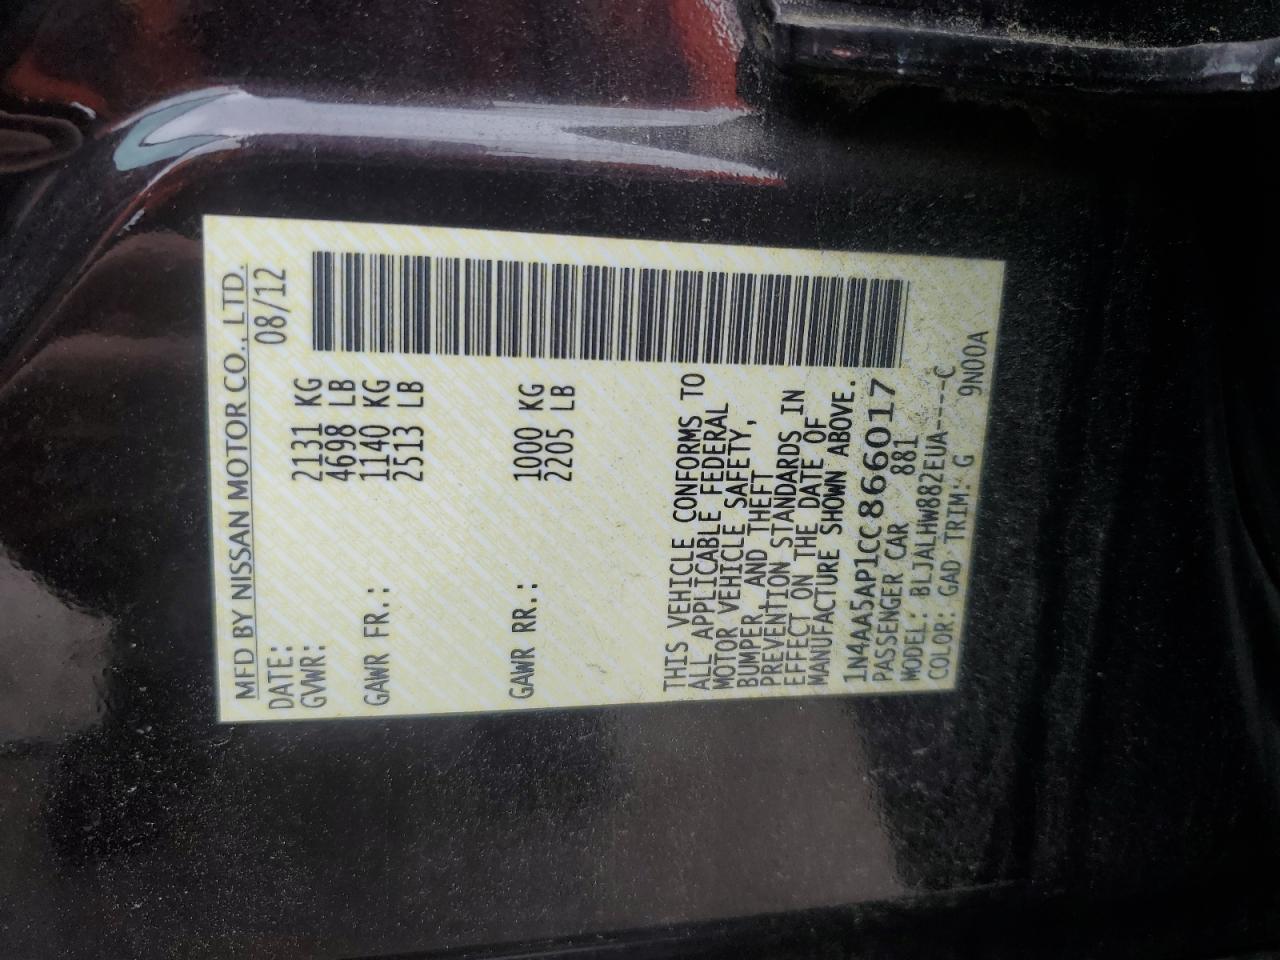 MFD BY NISSAN MOTOR CO., LTD.
DATE: 08/12
GVWR: 2131 KG
4698 LB
GAWR FR.: 1140 KG
2513 LB
GAWR RR.: 1000 KG
2205 LB
THIS VEHICLE CONFORMS TO
ALL APPLICABLE FEDERAL
MOTOR VEHICLE SAFETY,
BUMPER, AND THEFT
PREVENTION STANDARDS IN
EFFECT ON THE DATE OF
MANUFACTURE SHOWN ABOVE.
1N4AA5AP1CC866017
PASSENGER CAR 881
MODEL: BLJALHW882EUA----C
COLOR: GAD TRIM: G 9N00A